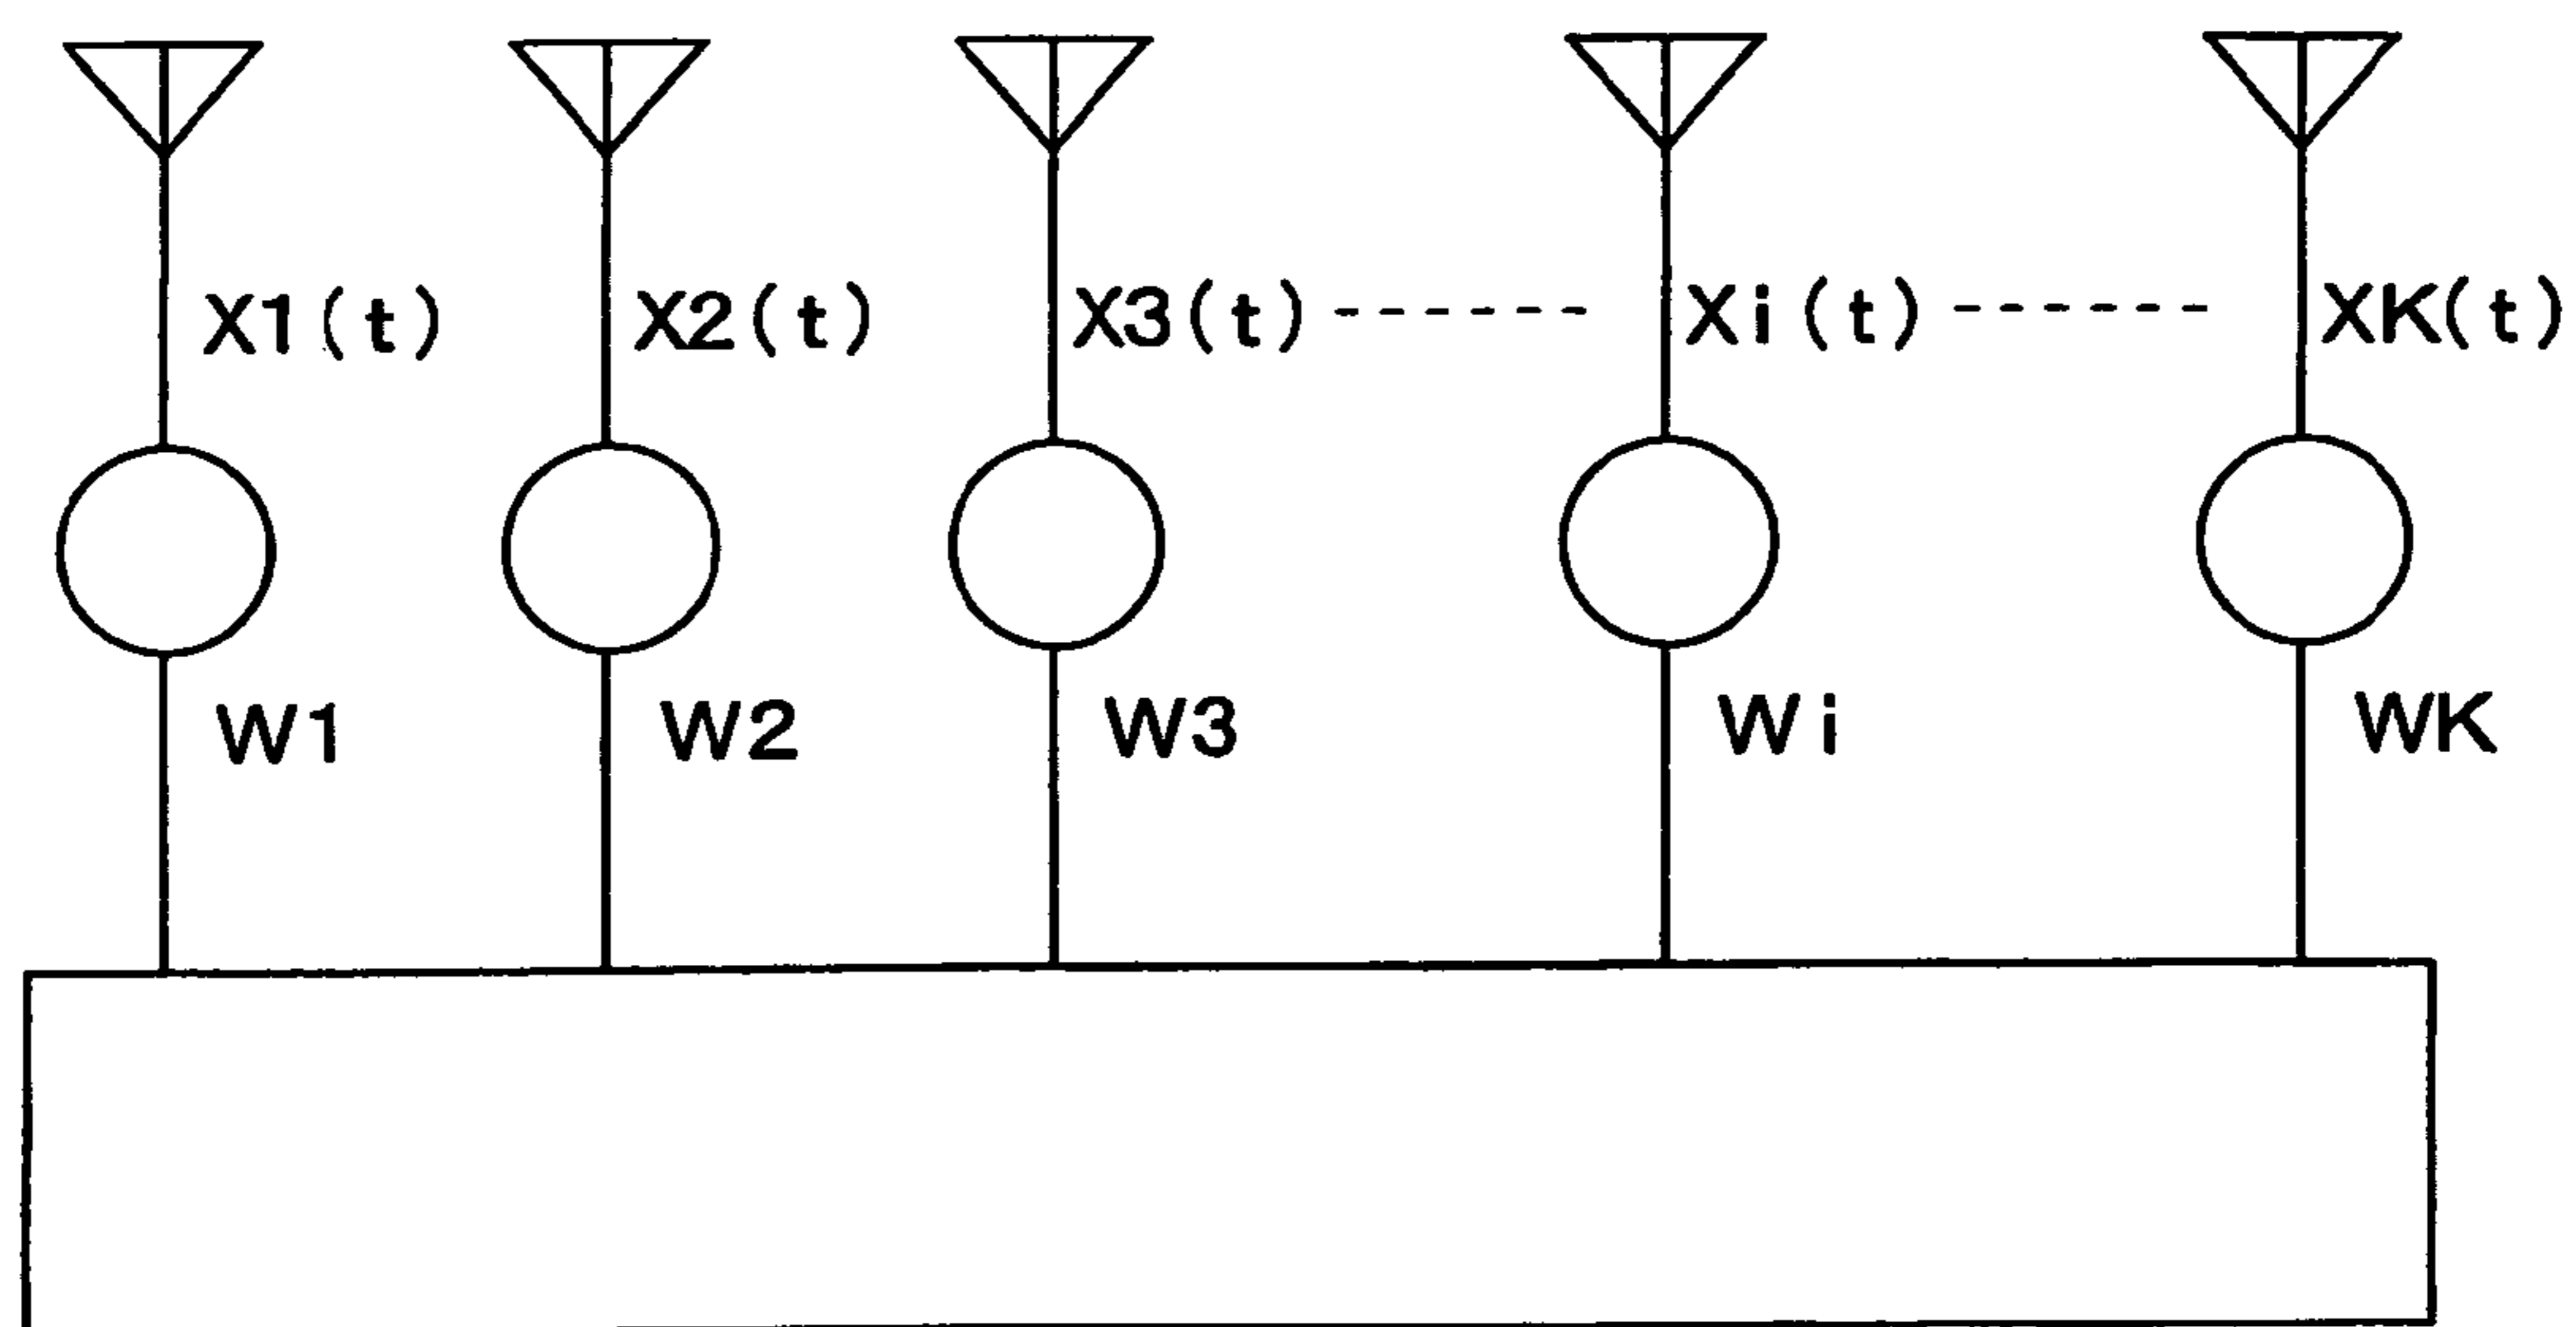 X1(t) X2(t) X3(t) ------ Xi(t) ------ XK(t)
W1 W2 W3 Wi WK